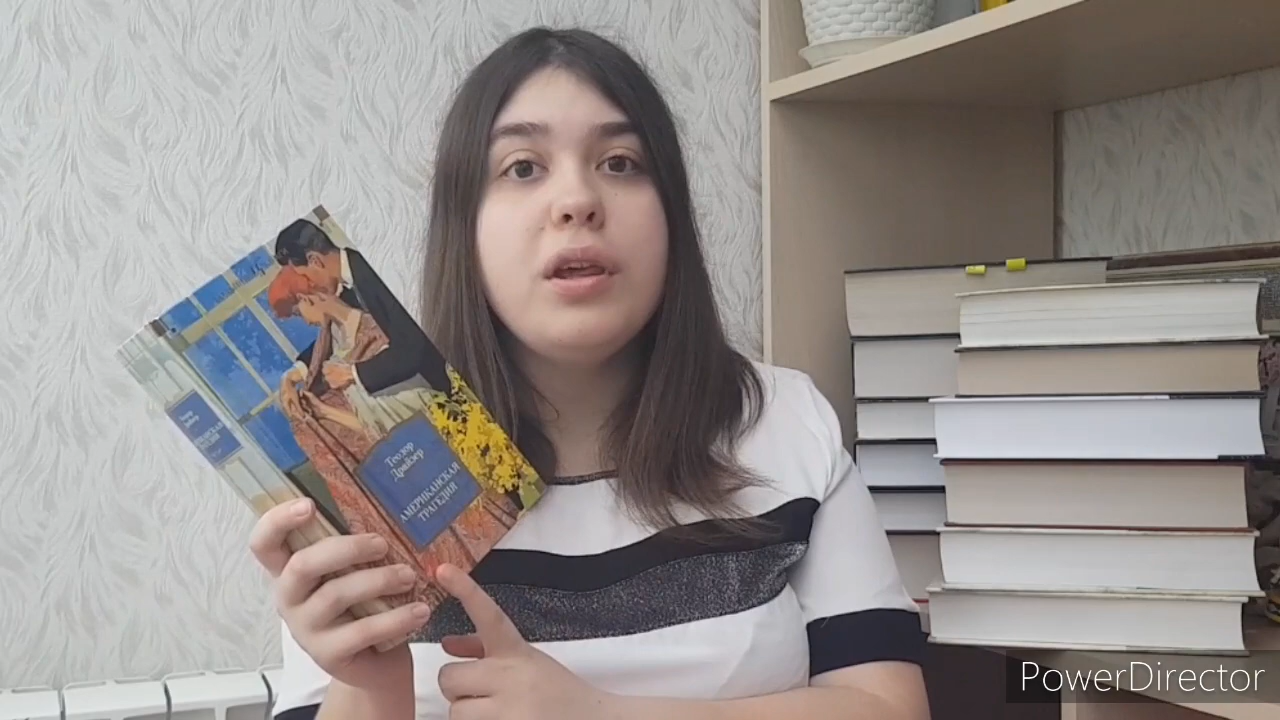 Теодор
Драйзер
АМЕРИКАНСКАЯ
ТРАГЕДИЯ
PowerDirector